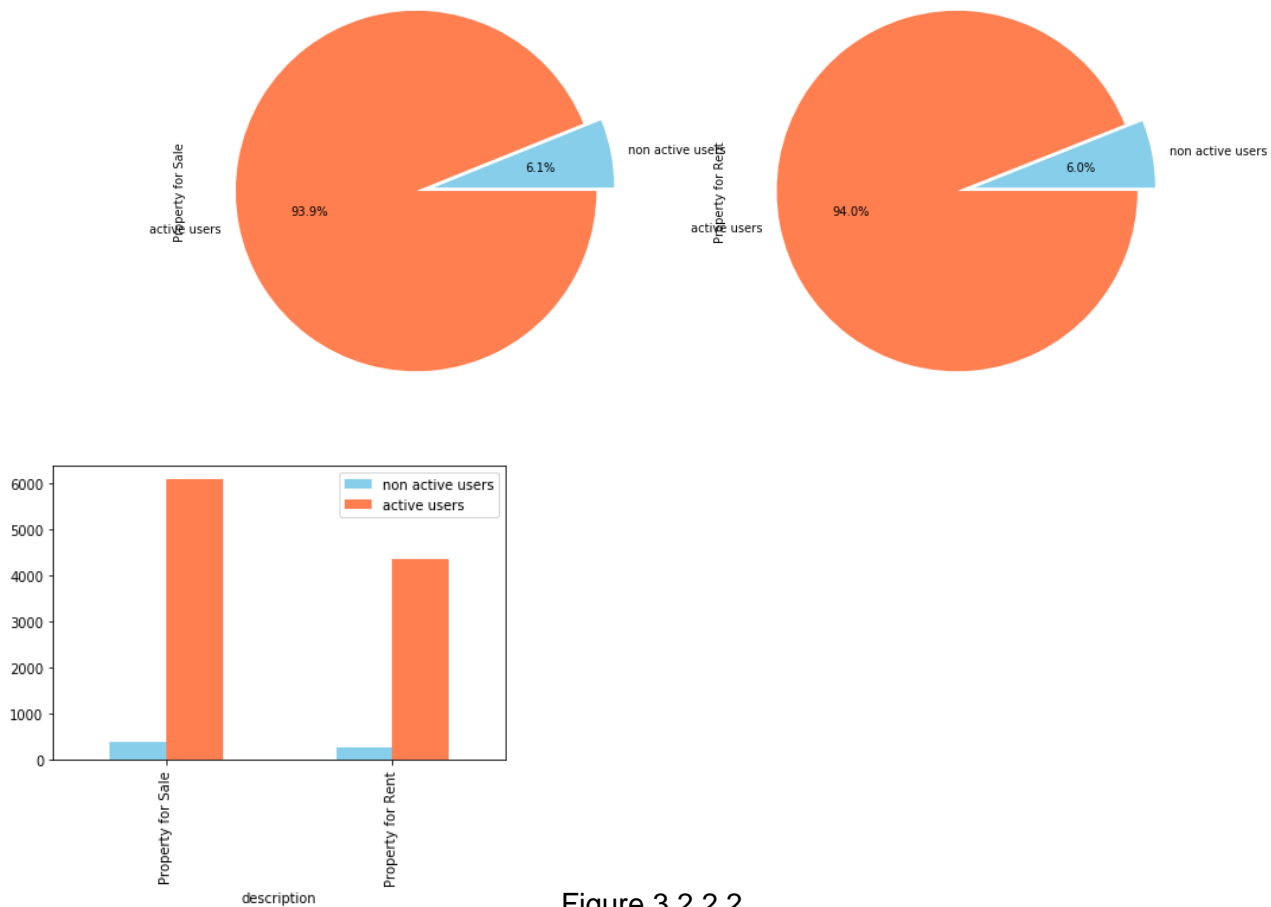 Property for Sale
active users
93.9%
6.1%
non active users
Property for Rent
active users
94.0%
6.0%
non active users
6000
5000
4000
3000
2000
1000
0
non active users
active users
Property for Sale
Property for Rent
description
Figure 3.2.2.2